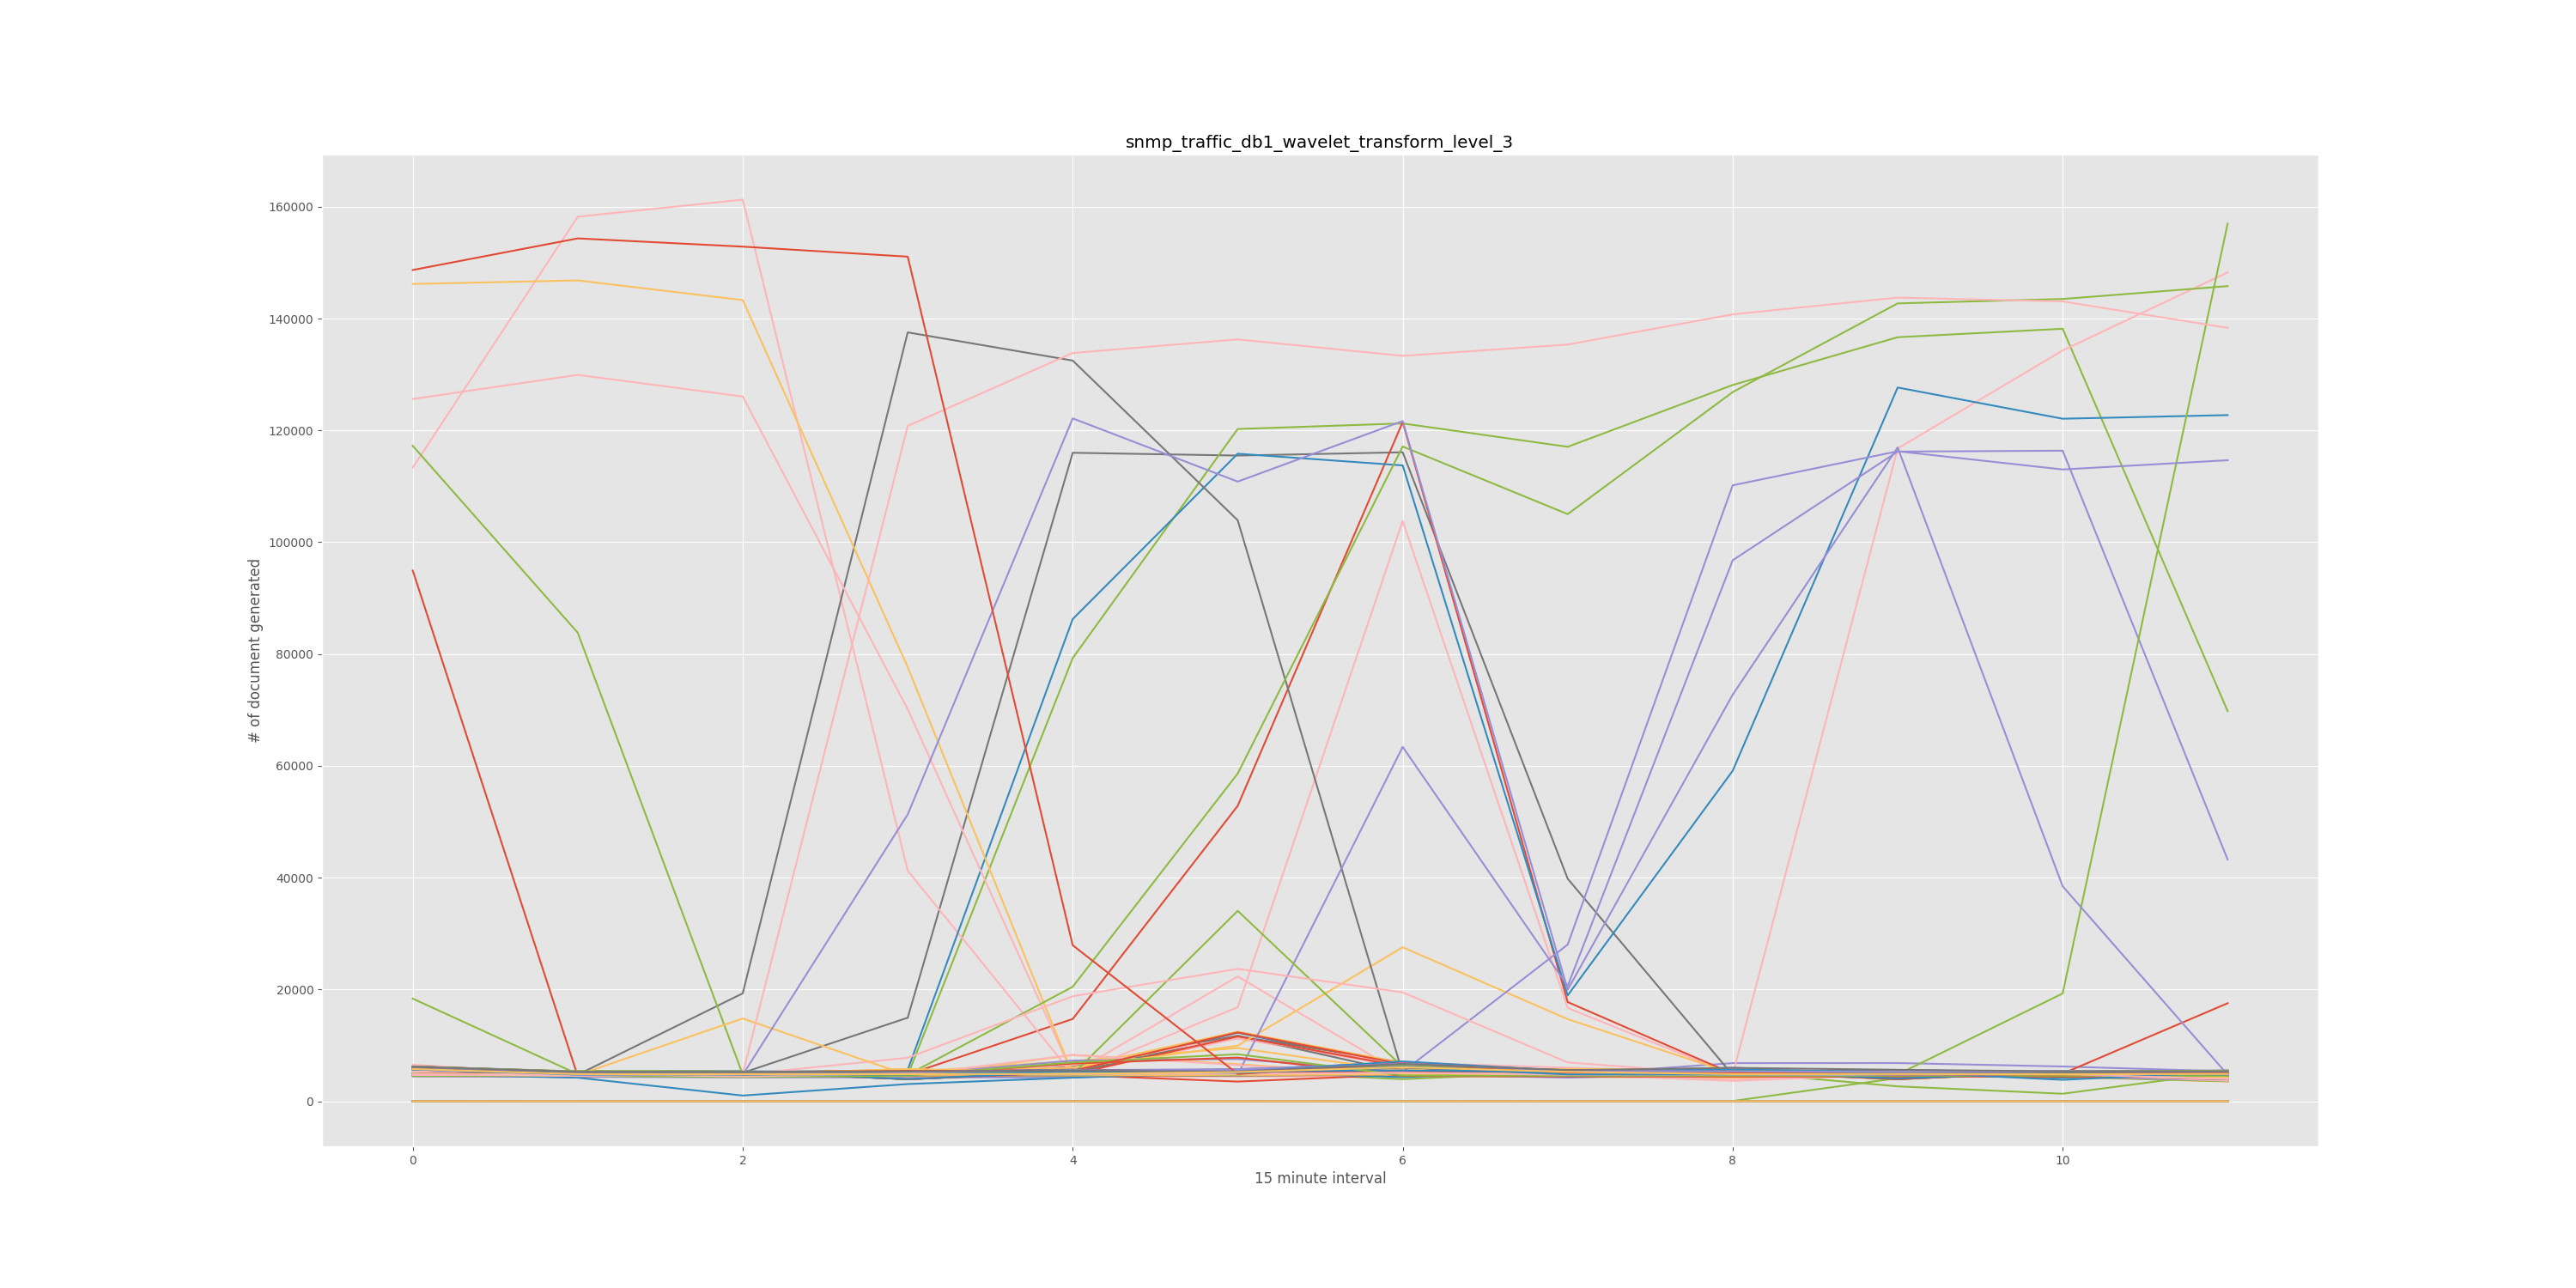 snmp_traffic_db1_wavelet_transform_level_3
160000
140000
120000
100000
80000
60000
40000
20000
0
# of document generated
0 2 4 6 8 10
15 minute interval